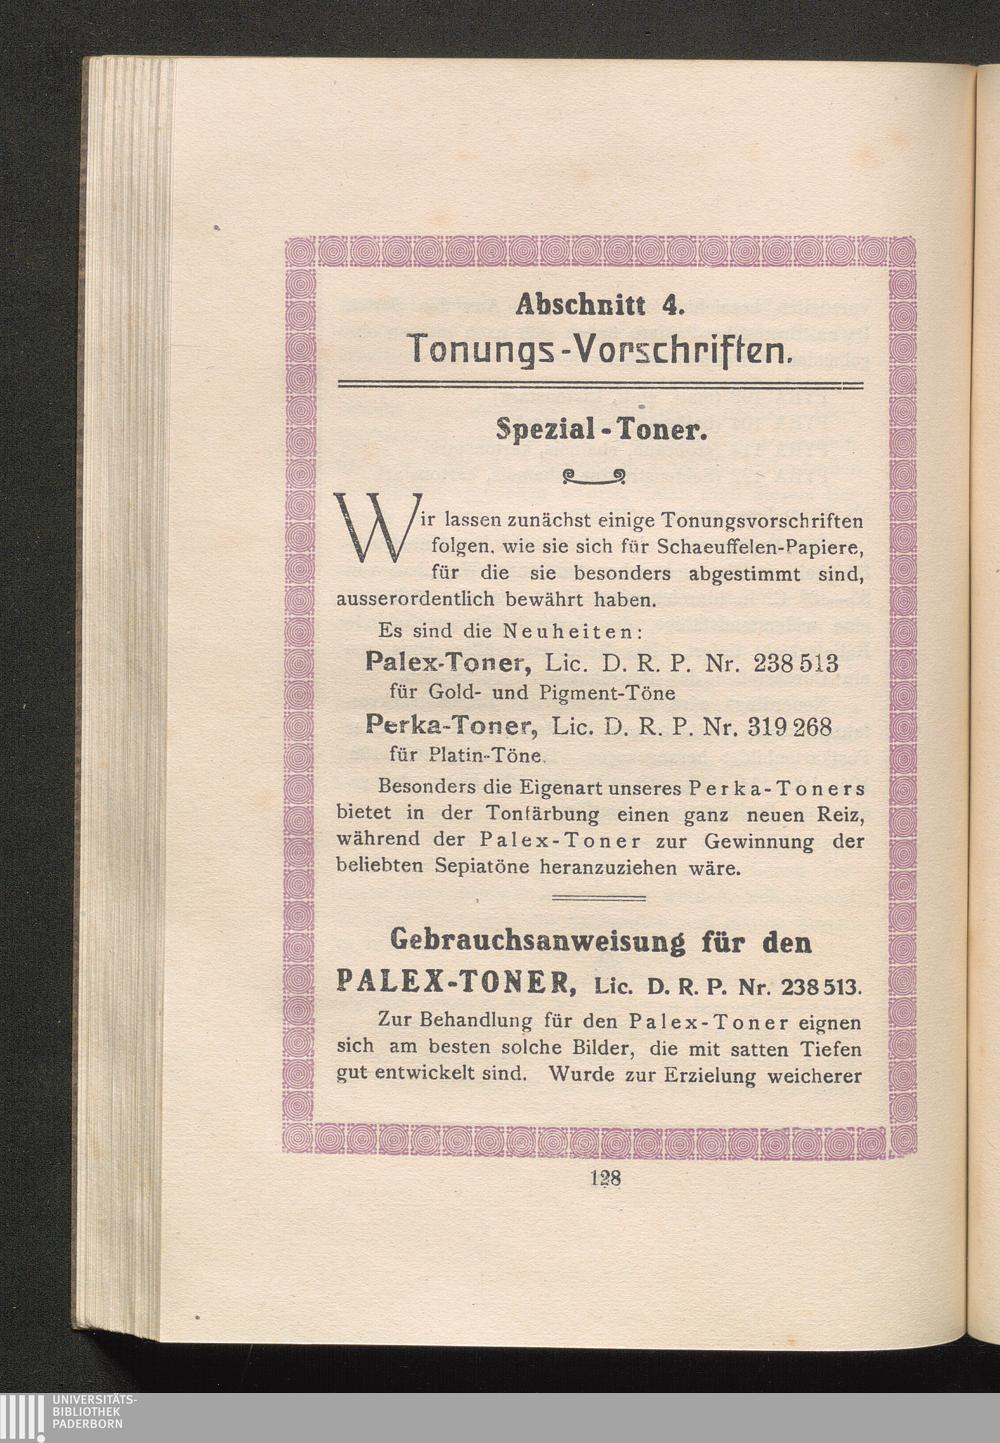 Abschnitt 4.
Tonungs-Vorschriften.
Spezial-Toner.
Wir lassen zunächst einige Tonungsvorschriften
folgen, wie sie sich für Schaeuffelen-Papiere,
für die sie besonders abgestimmt sind,
ausserordentlich bewährt haben.
Es sind die Neuheiten:
Palex-Toner, Lic. D. R. P. Nr. 238 513
für Gold- und Pigment-Töne
Perka-Toner, Lic. D. R. P. Nr. 319 268
für Platin-Töne.
Besonders die Eigenart unseres Perka-Toners
bietet in der Tonfärbung einen ganz neuen Reiz,
während der Palex-Toner zur Gewinnung der
beliebten Sepiatöne heranzuziehen wäre.
Gebrauchsanweisung für den
PALEX-TONER, Lic. D. R. P. Nr. 238 513.
Zur Behandlung für den Palex-Toner eignen
sich am besten solche Bilder, die mit satten Tiefen
gut entwickelt sind. Wurde zur Erzielung weicherer
128
UNIVERSITÄTS-
BIBLIOTHEK
PADERBORN